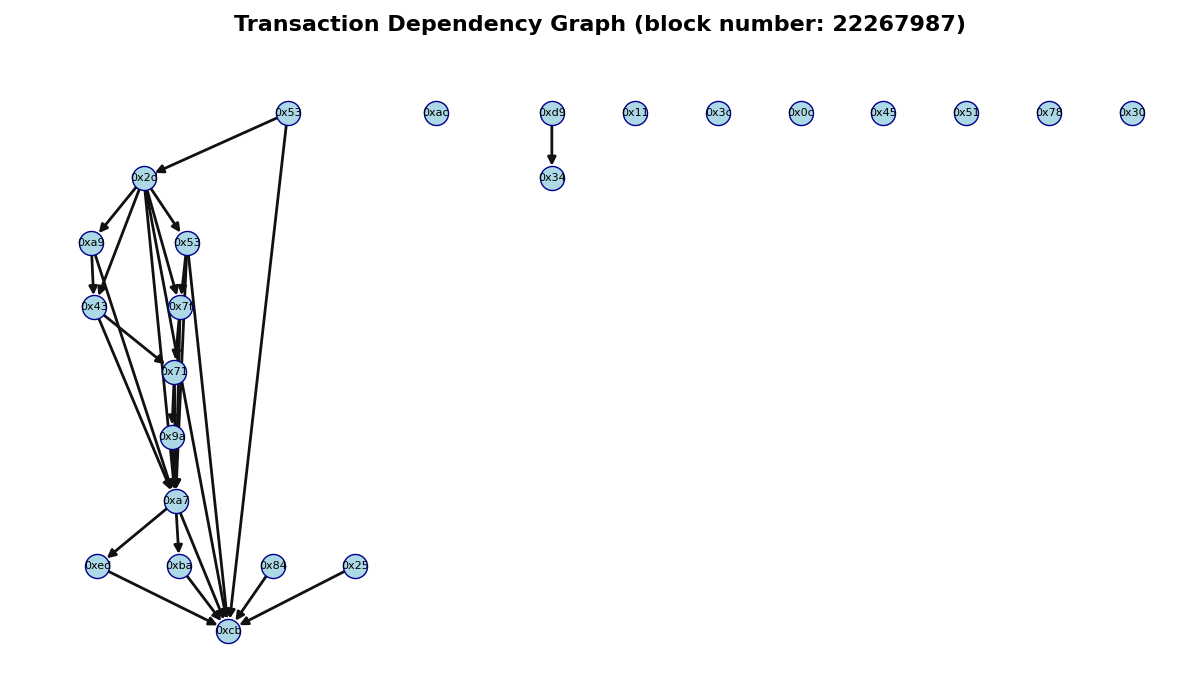 Transaction Dependency Graph (block number: 22267987)
0x53 0xac 0xd9 0x11 0x3c 0x0c 0x45 0x51 0x78 0x30
0x2d 0x34
0xa9 0x53
0x43 0x7f
0x71
0x9a
0xa7
0xec 0xba 0x84 0x25
0xcb